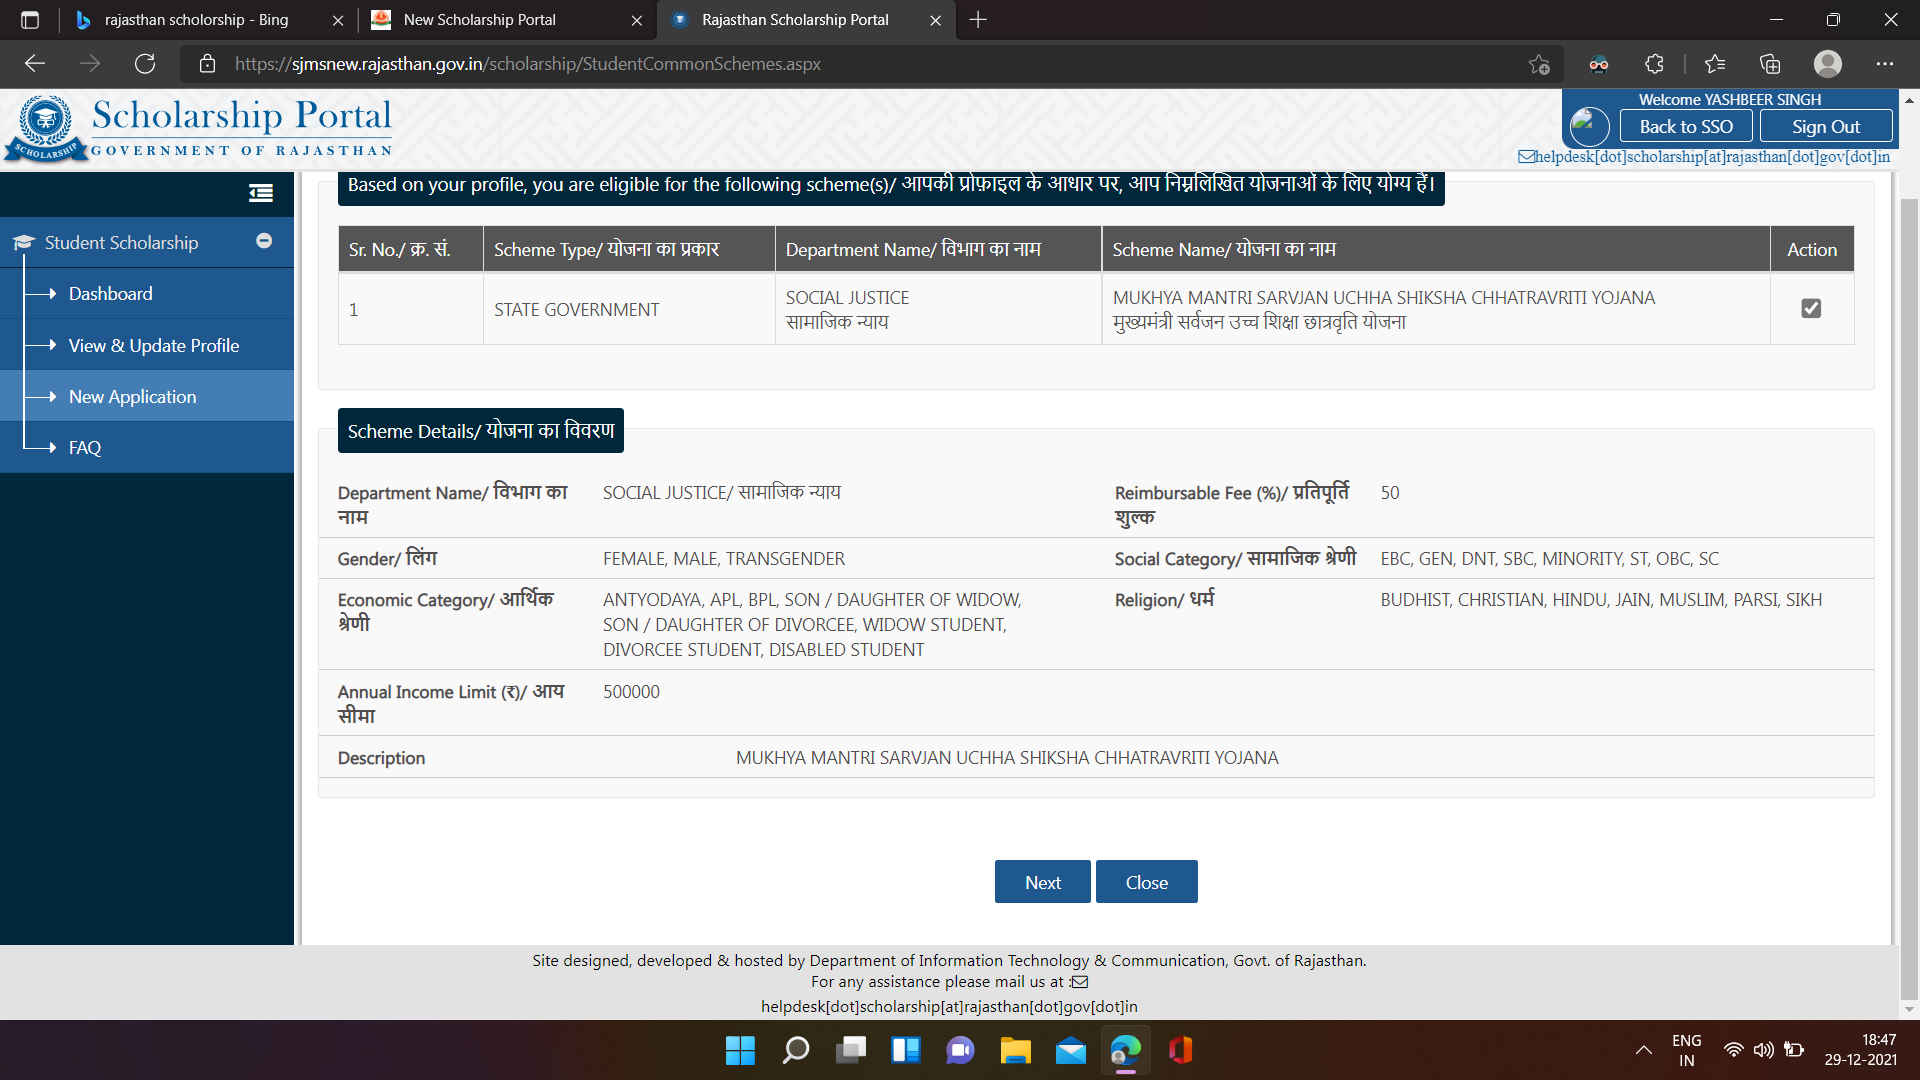 rajasthan scholorship - Bing
New Scholarship Portal
Rajasthan Scholarship Portal
https://sjmsnew.rajasthan.gov.in/scholarship/StudentCommonSchemes.aspx
SCHOLARSHIP
Scholarship Portal
GOVERNMENT OF RAJASTHAN
Welcome YASHBEER SINGH
Back to SSO
Sign Out
helpdesk[dot]scholarship[at]rajasthan[dot]gov[dot]in
Student Scholarship
Dashboard
View & Update Profile
New Application
FAQ
Based on your profile, you are eligible for the following scheme(s)/ आपकी प्रोफ़ाइल के आधार पर, आप निम्नलिखित योजनाओं के लिए योग्य हैं।
Sr. No./ क्र. सं. Scheme Type/ योजना का प्रकार Department Name/ विभाग का नाम Scheme Name/ योजना का नाम Action
1 STATE GOVERNMENT SOCIAL JUSTICE MUKHYA MANTRI SARVJAN UCHHA SHIKSHA CHHATRAVRITI YOJANA
सामाजिक न्याय मुख्यमंत्री सर्वजन उच्च शिक्षा छात्रवृति योजना
Scheme Details/ योजना का विवरण
Department Name/ विभाग का नाम SOCIAL JUSTICE/ सामाजिक न्याय Reimbursable Fee (%)/ प्रतिपूर्ति शुल्क 50
Gender/ लिंग FEMALE, MALE, TRANSGENDER Social Category/ सामाजिक श्रेणी EBC, GEN, DNT, SBC, MINORITY, ST, OBC, SC
Economic Category/ आर्थिक श्रेणी ANTYODAYA, APL, BPL, SON / DAUGHTER OF WIDOW, Religion/ धर्म BUDHIST, CHRISTIAN, HINDU, JAIN, MUSLIM, PARSI, SIKH
SON / DAUGHTER OF DIVORCEE, WIDOW STUDENT,
DIVORCEE STUDENT, DISABLED STUDENT
Annual Income Limit (₹)/ आय सीमा 500000
Description MUKHYA MANTRI SARVJAN UCHHA SHIKSHA CHHATRAVRITI YOJANA
Next
Close
Site designed, developed & hosted by Department of Information Technology & Communication, Govt. of Rajasthan.
For any assistance please mail us at :
helpdesk[dot]scholarship[at]rajasthan[dot]gov[dot]in
ENG
IN
18:47
29-12-2021